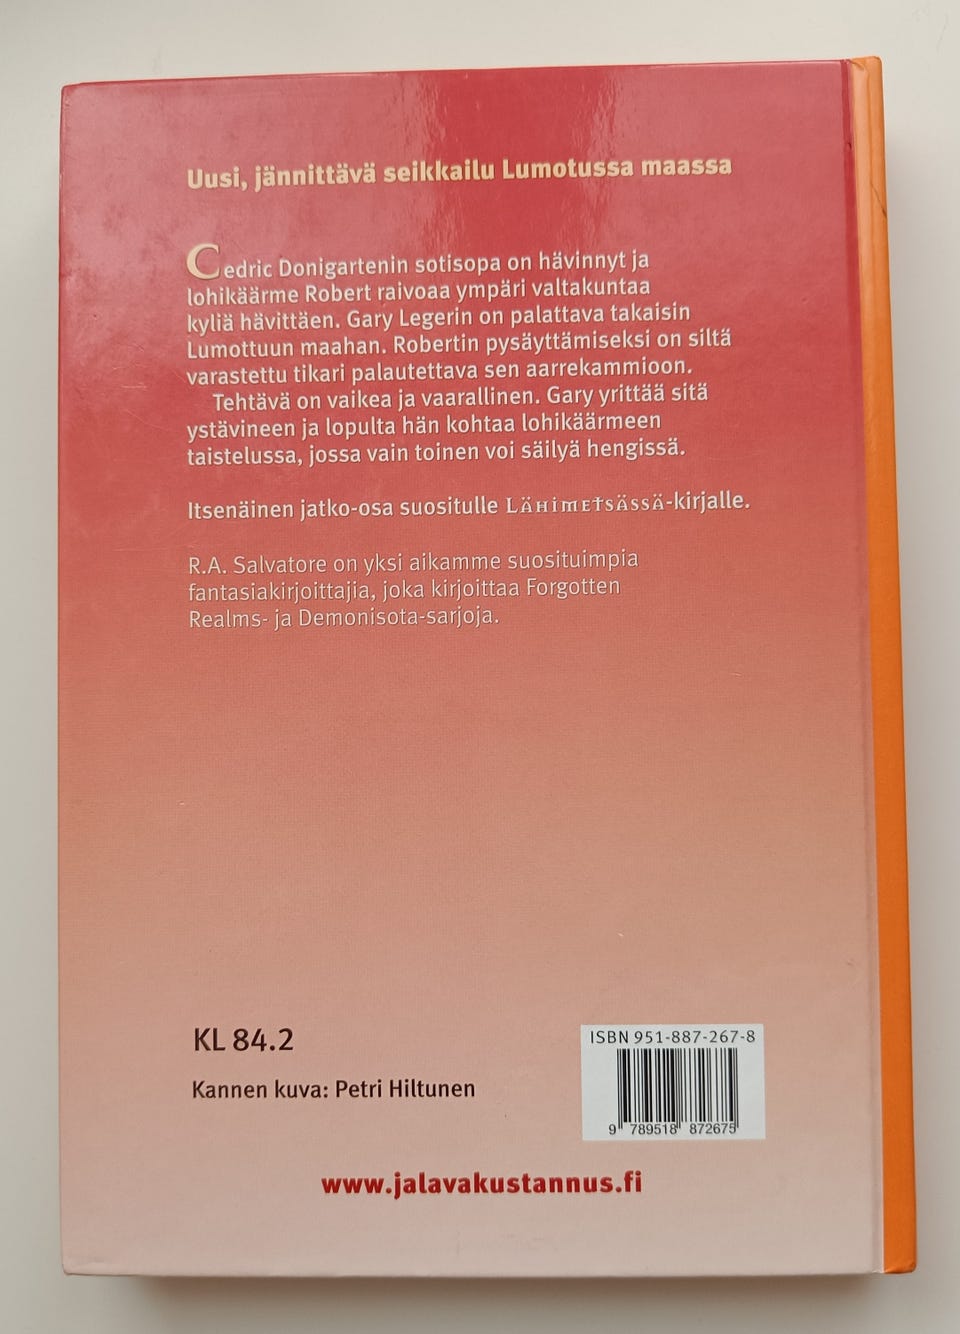 Uusi, jännittävä seikkailu Lumotussa maassa
Cedric Donigartenin sotisopa on hävinnyt ja
lohikäärme Robert raivoaa ympäri valtakuntaa
kyliä hävittäen. Gary Legerin on palattava takaisin
Lumottuun maahan. Robertin pysäyttämiseksi on siltä
varastettu tikari palautettava sen aarrekammioon.
Tehtävä on vaikea ja vaarallinen. Gary yrittää sitä
ystävineen ja lopulta hän kohtaa lohikäärmeen
taistelussa, jossa vain toinen voi säilyä hengissä.
Itsenäinen jatko-osa suositulle Lähimetsässä-kirjalle.
R.A. Salvatore on yksi aikamme suosituimpia
fantasiakirjoittajia, joka kirjoittaa Forgotten
Realms- ja Demonisota-sarjoja.
KL 84.2
Kannen kuva: Petri Hiltunen
ISBN 951-887-267-8
9 789518 872675
www.jalavakustannus.fi